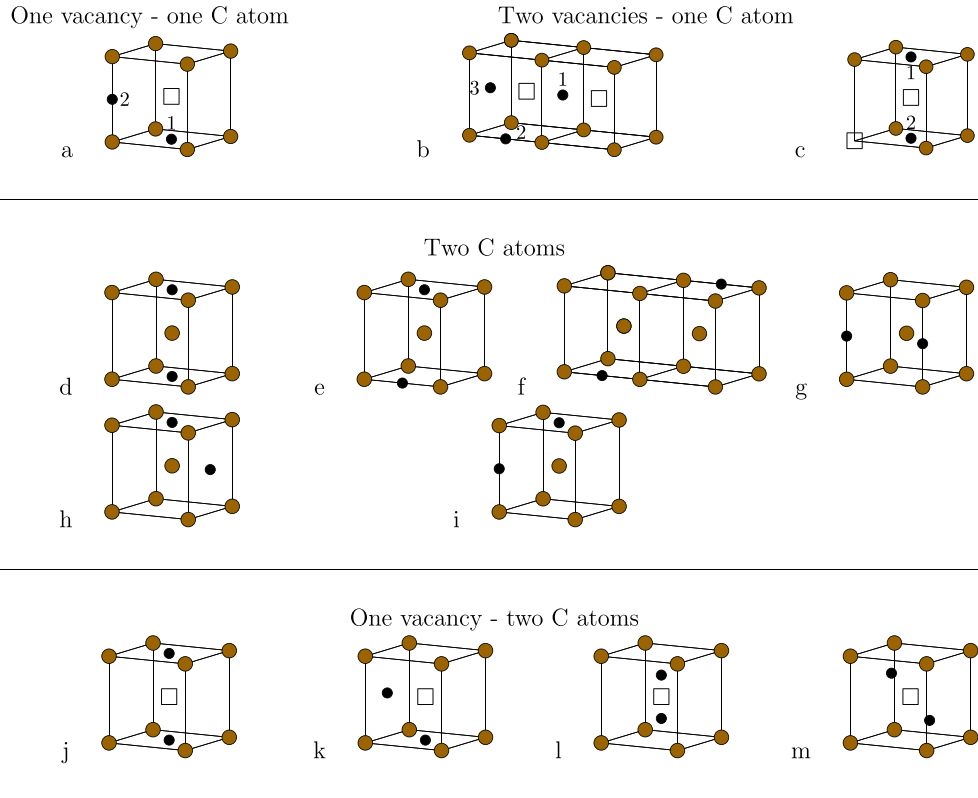 One vacancy - one C atom
Two vacancies - one C atom
2
1
a
3
1
2
b
1
2
c
Two C atoms
d
e
f
g
h
i
One vacancy - two C atoms
j
k
l
m